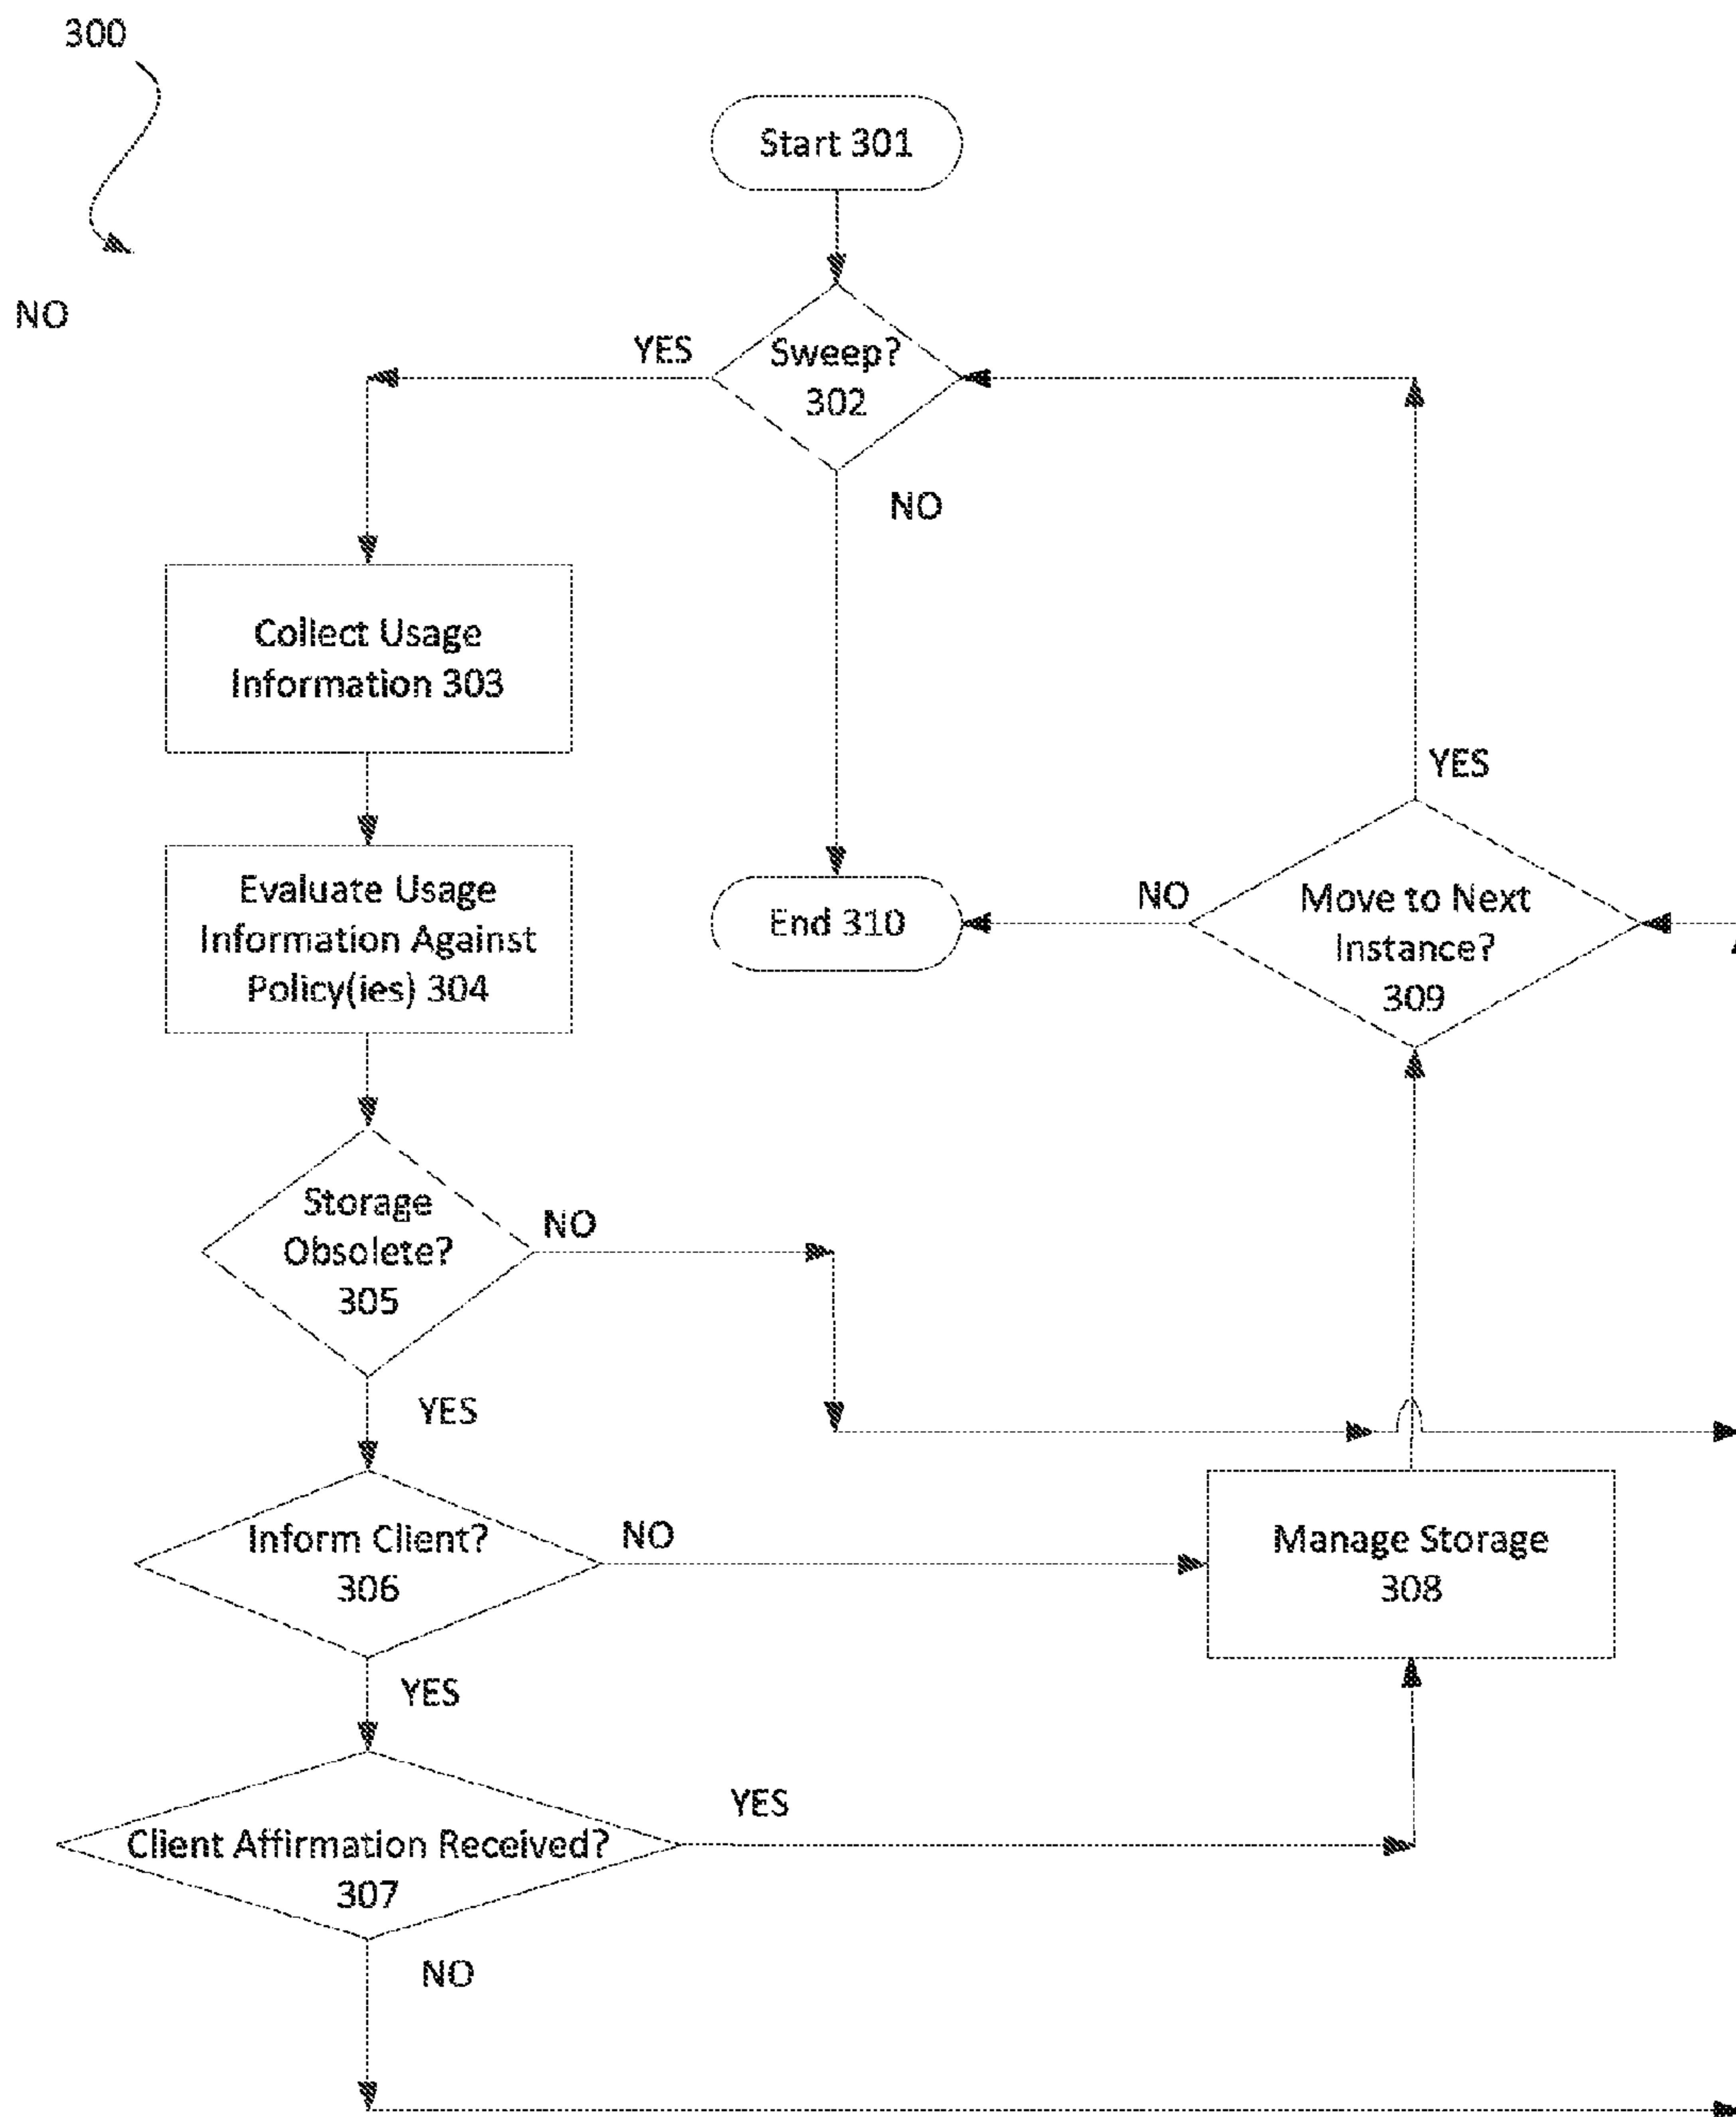 300
Start 301
NO
YES
Sweep?
302
NO
Collect Usage
Information 303
YES
Evaluate Usage
Information Against
Policy(ies) 304
End 310
NO
Move to Next
Instance?
309
Storage
Obsolete?
305
NO
YES
Inform Client?
306
NO
Manage Storage
308
YES
Client Affirmation Received?
307
YES
NO